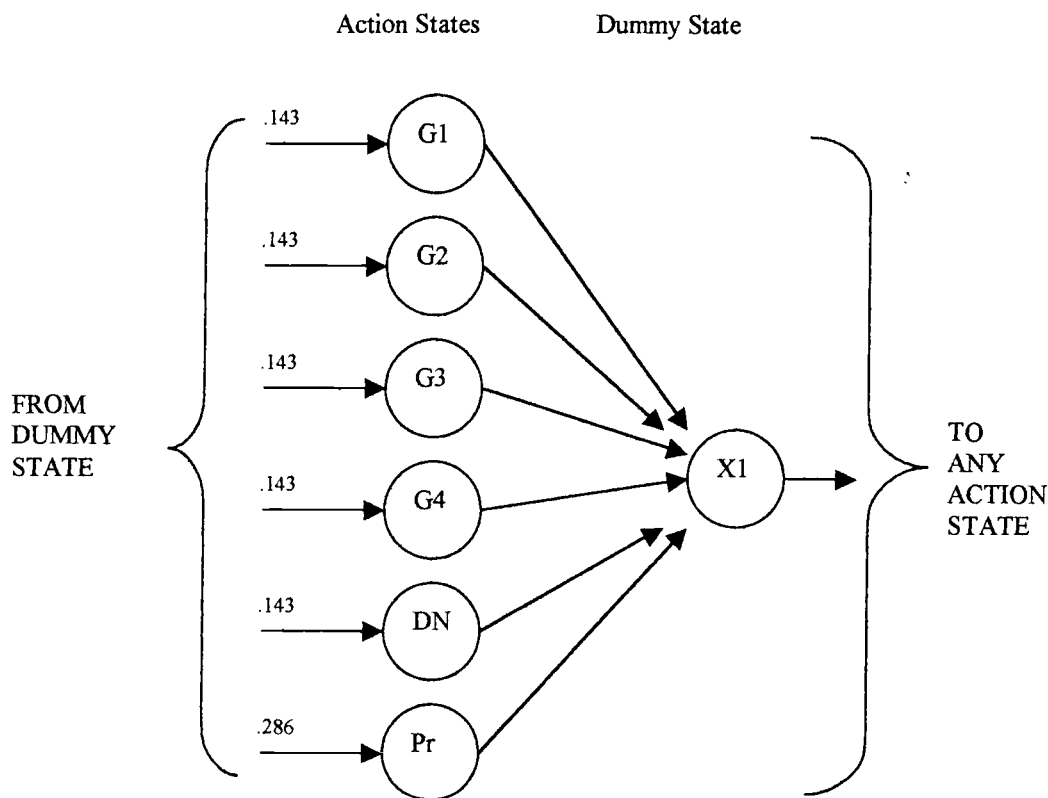 Action States Dummy State
.143
G1
.143
G2
.143
G3
.143
G4
.143
DN
.286
Pr
FROM
DUMMY
STATE
X1
TO
ANY
ACTION
STATE